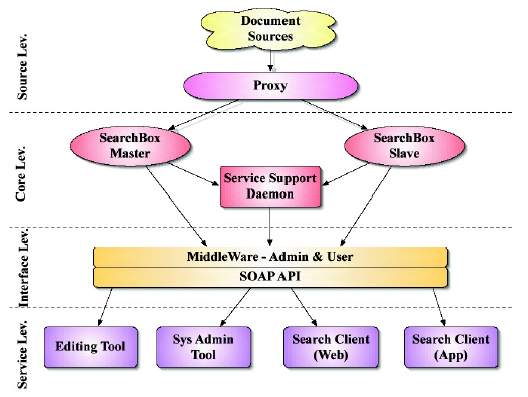 Source Lev.
Document
Sources
Proxy
Core Lev.
SearchBox
Master
SearchBox
Slave
Service Support
Daemon
Interface Lev.
MiddleWare - Admin & User
SOAP API
Service Lev.
Editing Tool
Sys Admin
Tool
Search Client
(Web)
Search Client
(App)